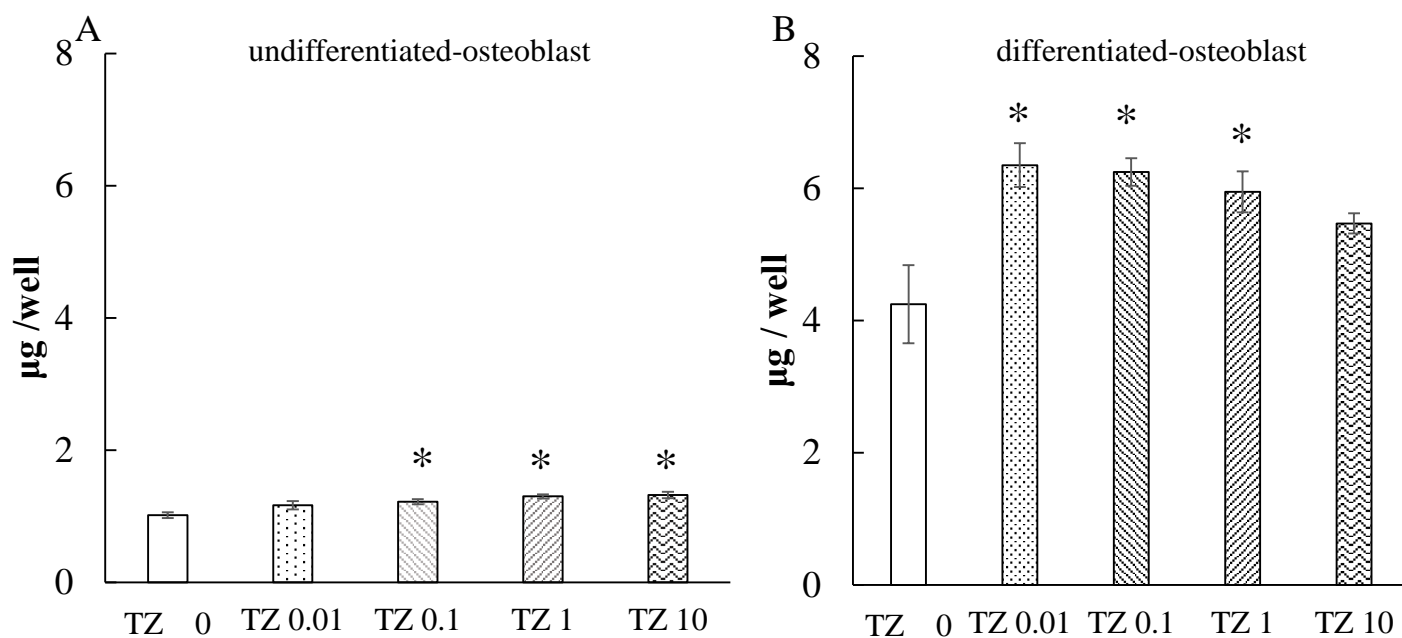 A
undifferentiated-osteoblast
8
6
4
2
0
µg /well
*
*
*
TZ 0
TZ 0.01
TZ 0.1
TZ 1
TZ 10
B
differentiated-osteoblast
8
6
4
2
0
µg / well
*
*
*
TZ 0
TZ 0.01
TZ 0.1
TZ 1
TZ 10